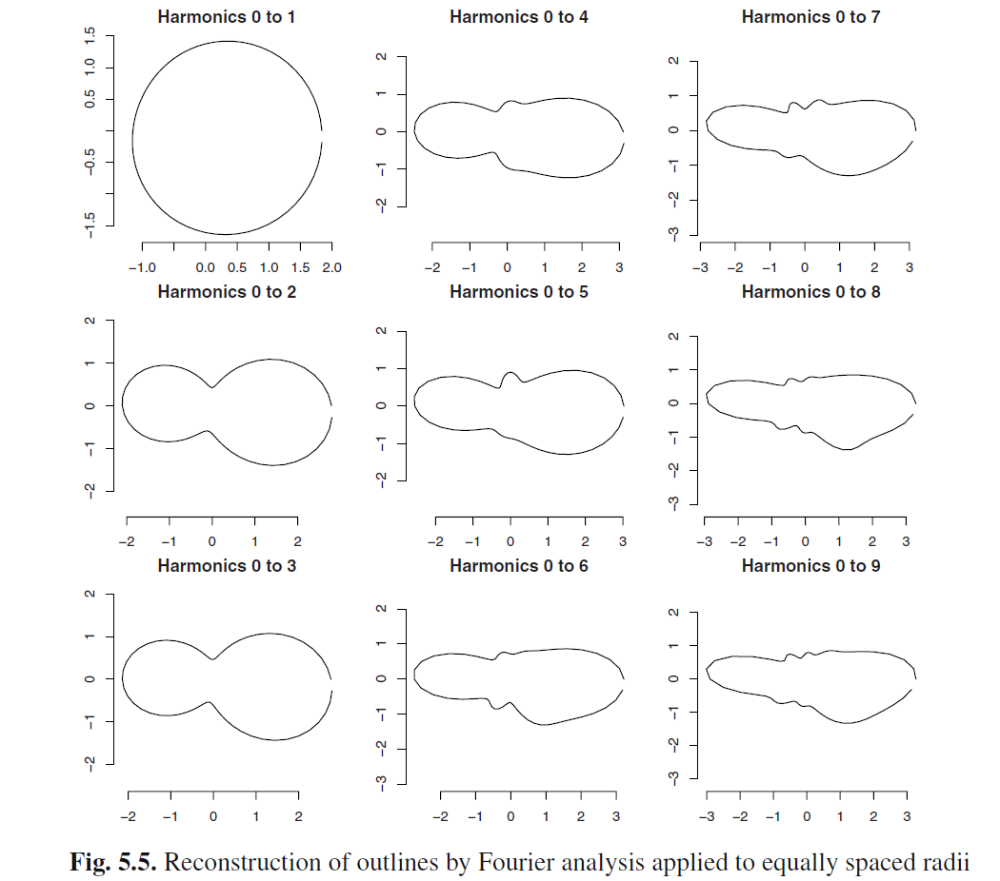 Harmonics 0 to 1
1.5
1.0
0.5
−0.5
−1.5
−1.0 0.0 0.5 1.0 1.5 2.0
Harmonics 0 to 4
2
1
0
−1
−2
−2 −1 0 1 2 3
Harmonics 0 to 7
2
1
0
−1
−2
−3
−3 −2 −1 0 1 2 3
Harmonics 0 to 2
2
1
0
−1
−2
−2 −1 0 1 2
Harmonics 0 to 5
2
1
0
−1
−2
−2 −1 0 1 2 3
Harmonics 0 to 8
2
1
0
−1
−2
−3
−3 −2 −1 0 1 2 3
Harmonics 0 to 3
2
1
0
−1
−2
−2 −1 0 1 2
Harmonics 0 to 6
2
1
0
−1
−2
−3
−2 −1 0 1 2 3
Harmonics 0 to 9
2
1
0
−1
−2
−3
−3 −2 −1 0 1 2 3
Fig. 5.5. Reconstruction of outlines by Fourier analysis applied to equally spaced radii